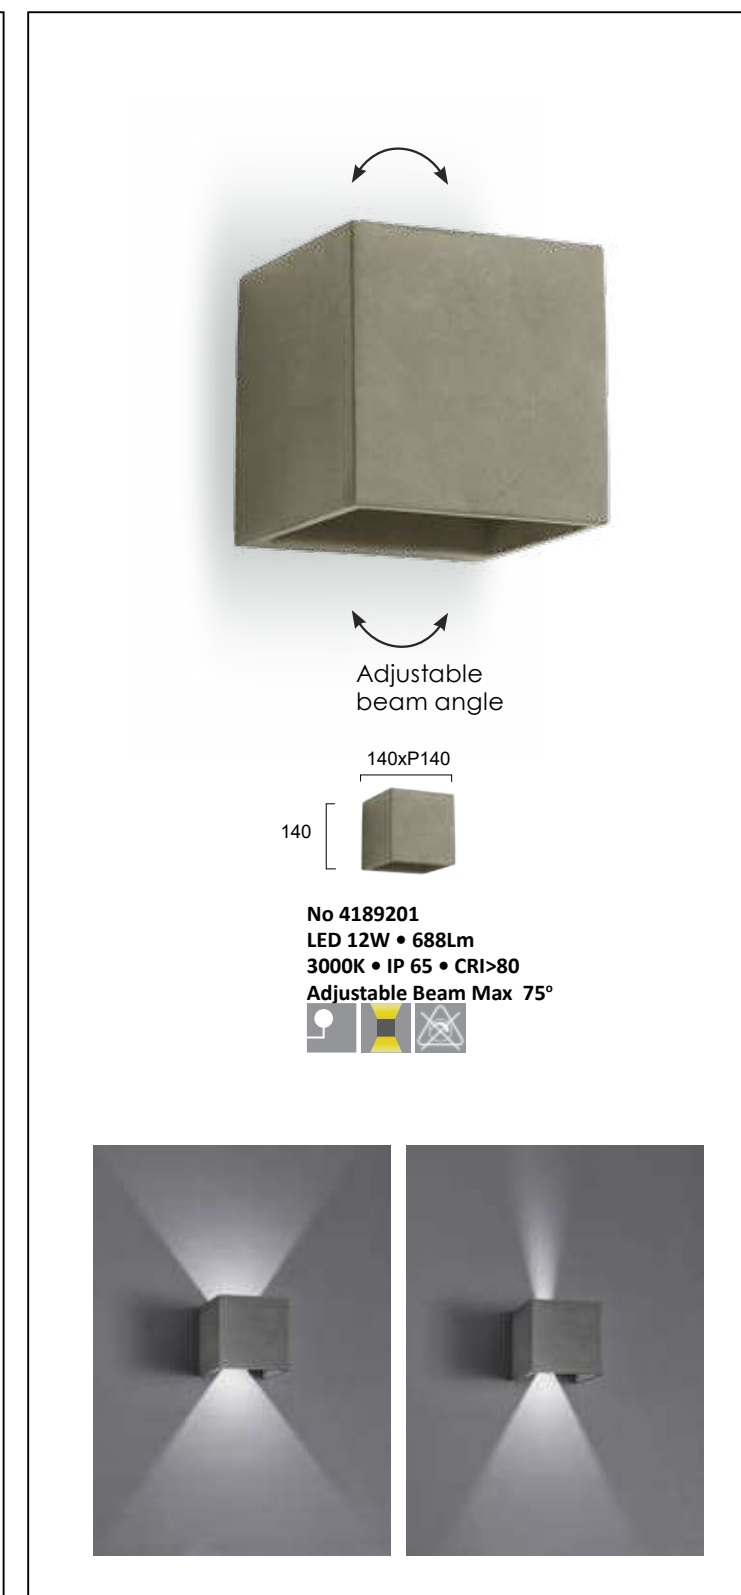 Adjustable
beam angle
140xP140
140
No 4189201
LED 12W • 688Lm
3000K • IP 65 • CRI>80
Adjustable Beam Max 75º